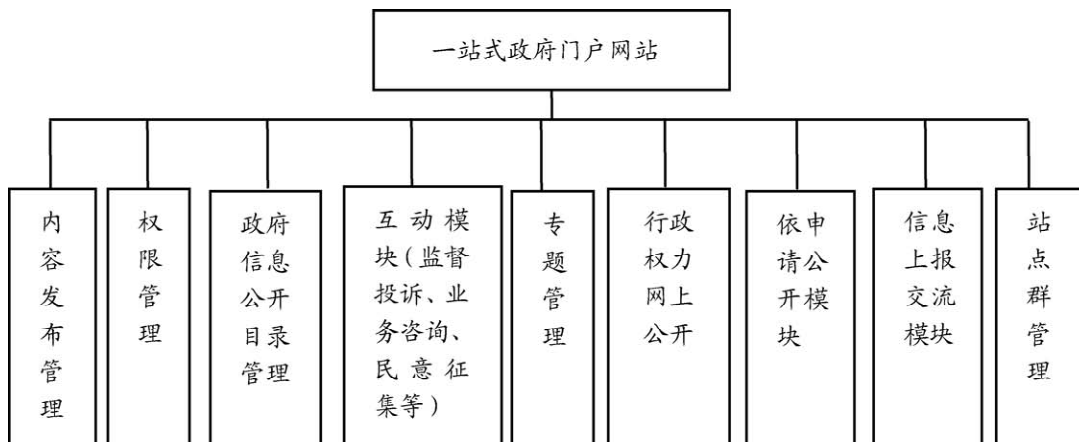 一站式政府门户网站
内
容
发
布
管
理
权
限
管
理
政府
信息
公开
目录
管理
互动模
块(监督
投诉、业
务咨询、
民意征
集等)
专
题
管
理
行政
权力
网上
公开
依申
请公
开模
块
信息
上报
交流
模块
站
点
群
管
理